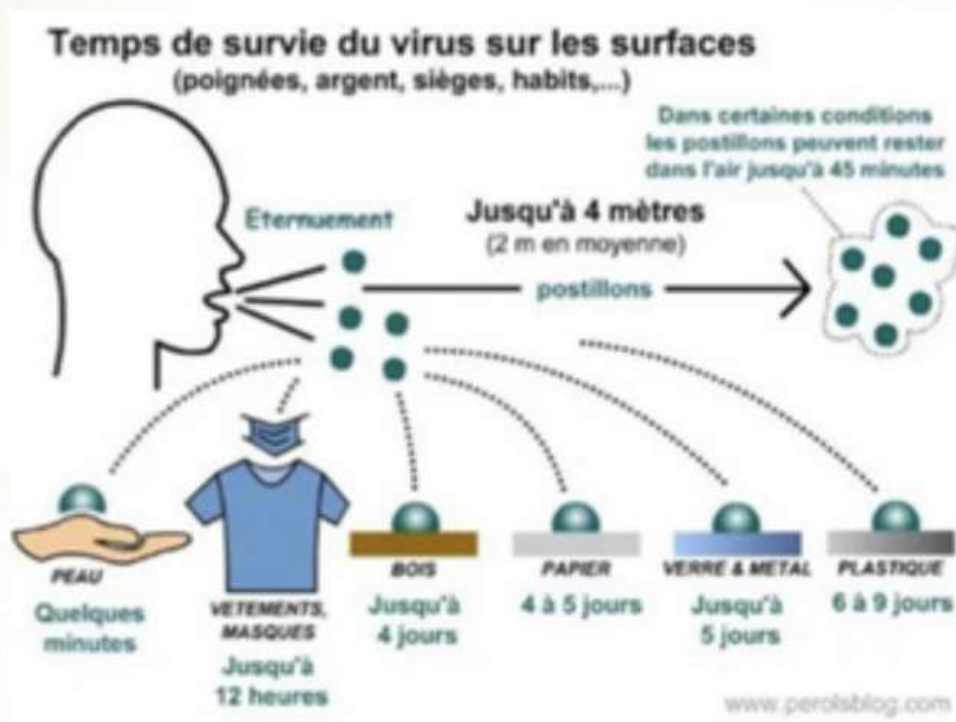 Temps de survie du virus sur les surfaces
(poignées, argent, sièges, habits,...)
Dans certaines conditions
les postillons peuvent rester
dans l'air jusqu'à 45 minutes
Eternuement
Jusqu'à 4 mètres
(2 m en moyenne)
postillons
PEAU
Quelques
minutes
VETEMENTS,
MASQUES
Jusqu'à
12 heures
BOIS
Jusqu'à
4 jours
PAPIER
4 à 5 jours
VERRE & METAL
Jusqu'à
5 jours
PLASTIQUE
6 à 9 jours
www.perolsblog.com